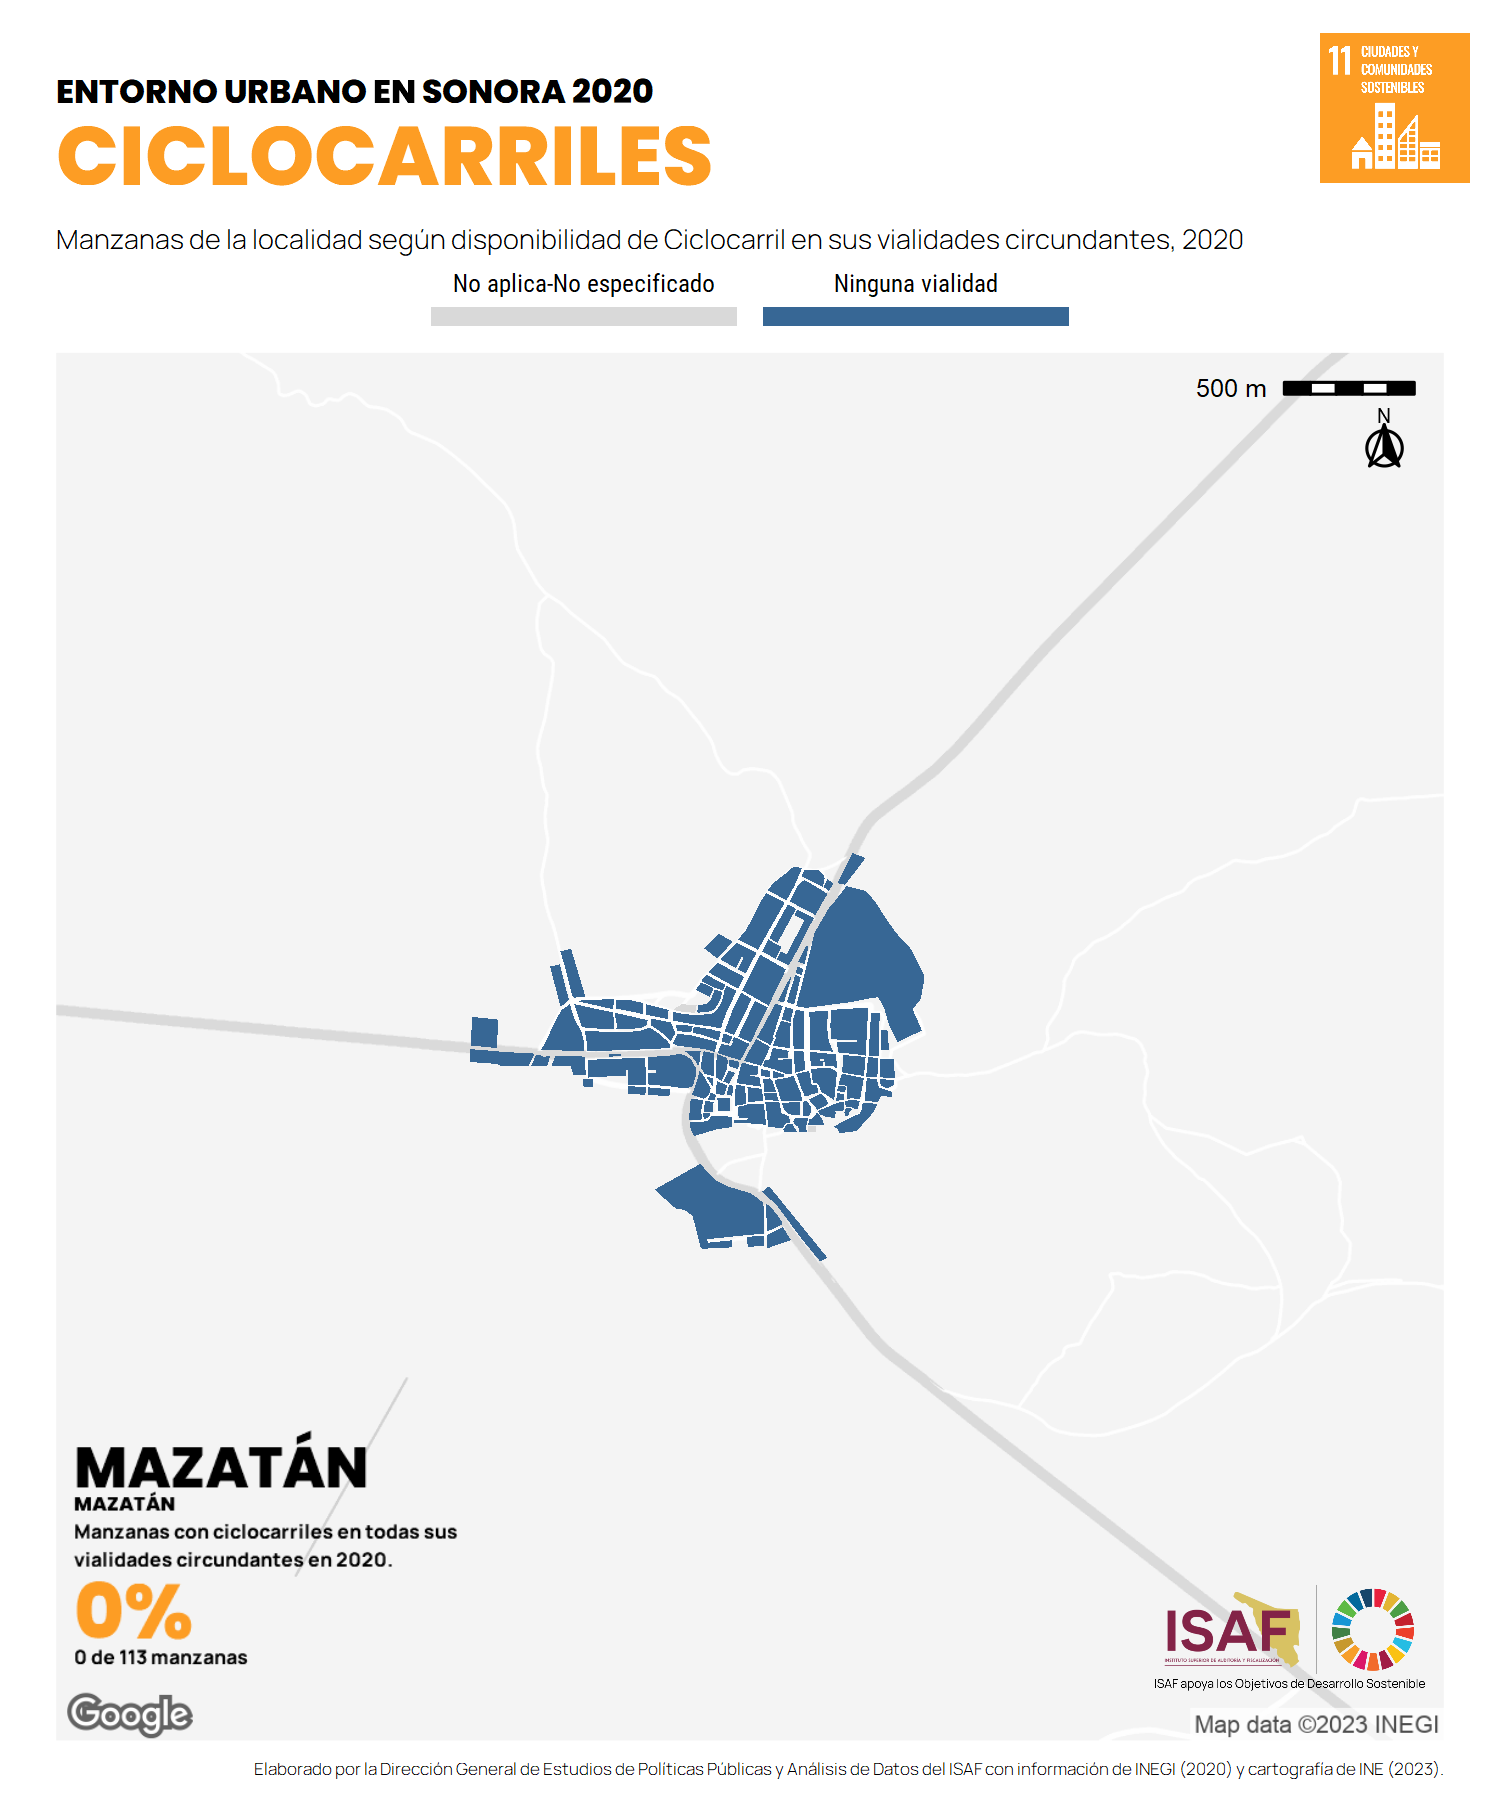 ENTORNO URBANO EN SONORA 2020
CICLOCARRILES
11 CIUDADES Y
COMUNIDADES
SOSTENIBLES
Manzanas de la localidad según disponibilidad de Ciclocarril en sus vialidades circundantes, 2020
No aplica-No especificado
Ninguna vialidad
500 m
N
MAZATÁN
MAZATÁN
Manzanas con ciclocarriles en todas sus
vialidades circundantes en 2020.
0%
0 de 113 manzanas
Google
ISAF
INSTITUTO SUPERIOR DE AUDITORÍA Y FISCALIZACIÓN
ISAF apoya los Objetivos de Desarrollo Sostenible
Map data ©2023 INEGI
Elaborado por la Dirección General de Estudios de Políticas Públicas y Análisis de Datos del ISAF con información de INEGI (2020) y cartografía de INE (2023).